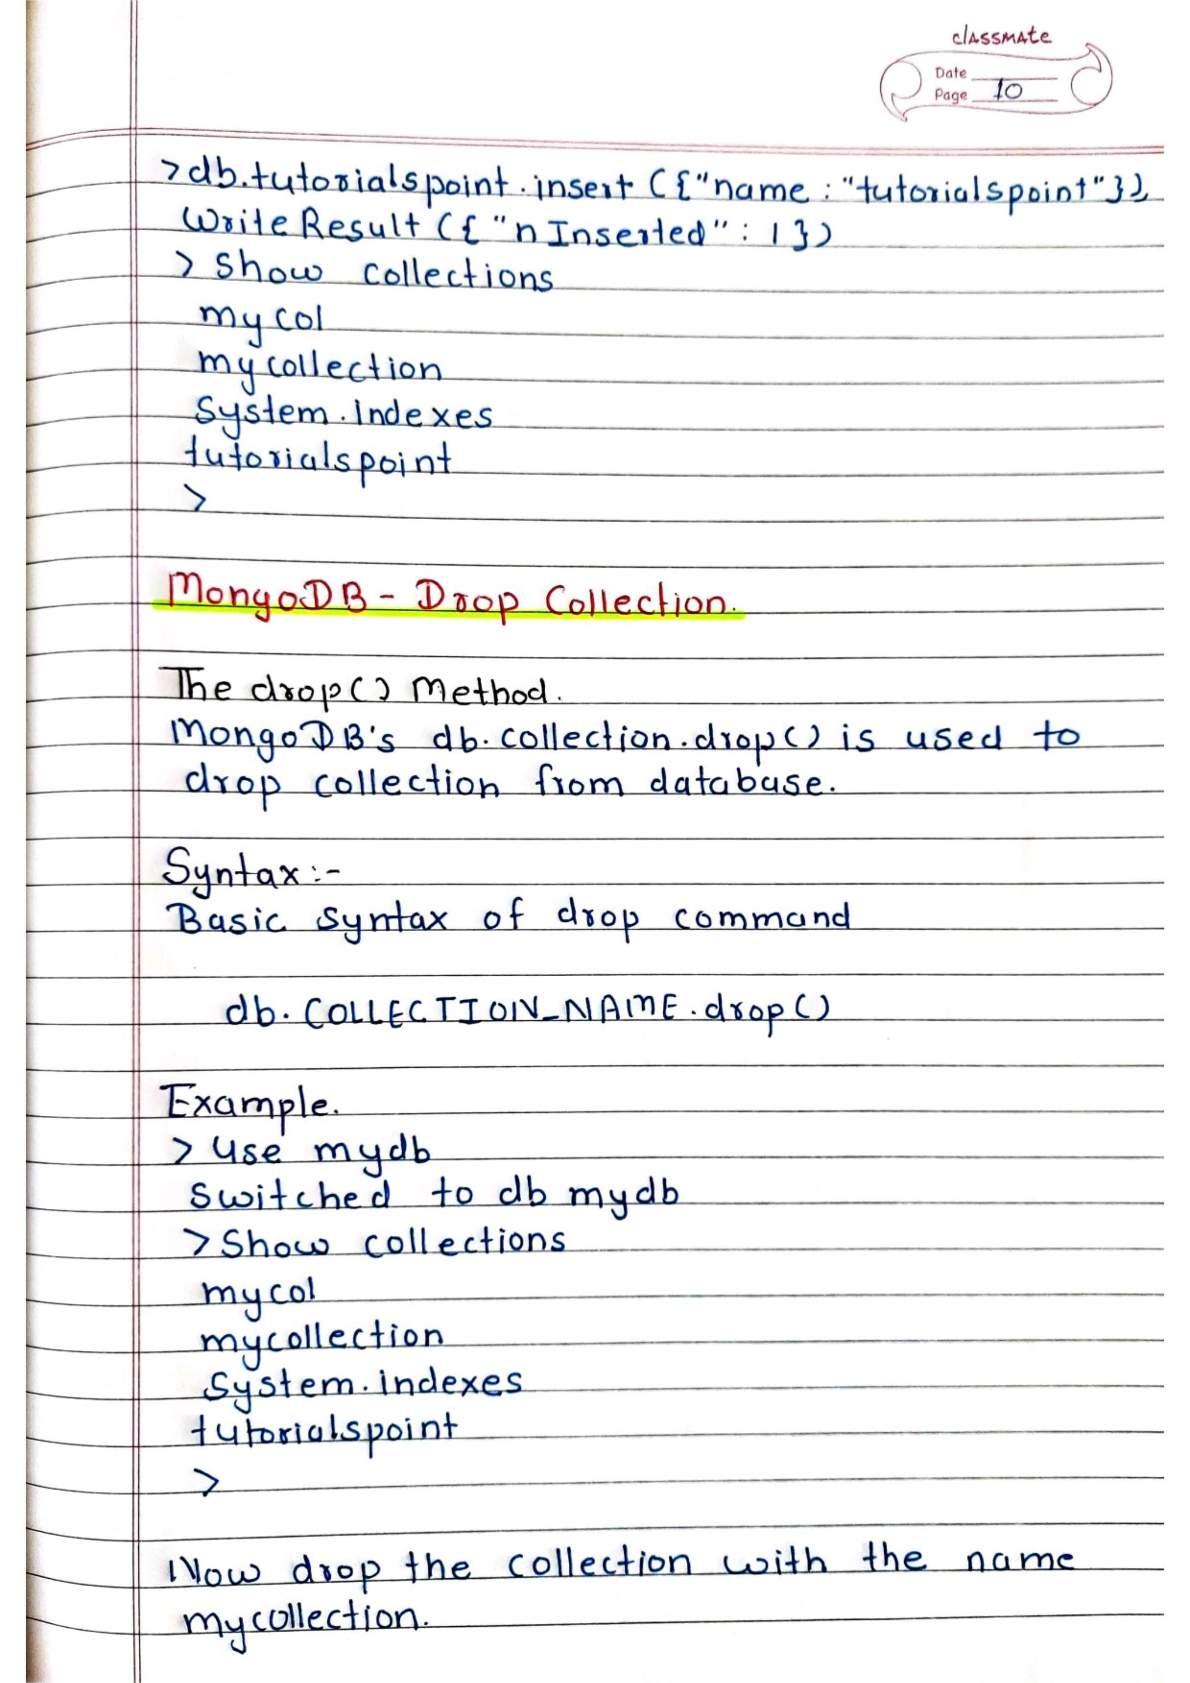 classmate
Date
Page 10
>db.tutorialspoint.insert ({"name : "tutorialspoint"})
WriteResult ({ "nInserted" : 1 })
> Show collections
mycol
mycollection
System.indexes
tutorialspoint
>
MongoDB - Drop Collection.
The drop() Method.
MongoDB's db.collection.drop() is used to
drop collection from database.
Syntax :-
Basic syntax of drop command
db.COLLECTION_NAME.drop()
Example.
> Use mydb
Switched to db mydb
> Show collections
mycol
mycollection
System.indexes
tutorialspoint
>
Now drop the collection with the name
mycollection.